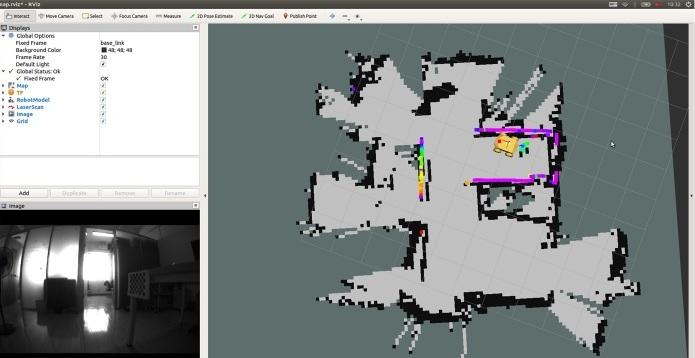 map.rviz* - RViz
10:32
Interact Move Camera Select Focus Camera Measure 2D Pose Estimate 2D Nav Goal Publish Point
Displays
Global Options
Fixed Frame base_link
Background Color 48; 48; 48
Frame Rate 30
Default Light
Global Status: Ok
Fixed Frame OK
Map
TF
RobotModel
LaserScan
Image
Grid
Add Duplicate Remove Rename
Image